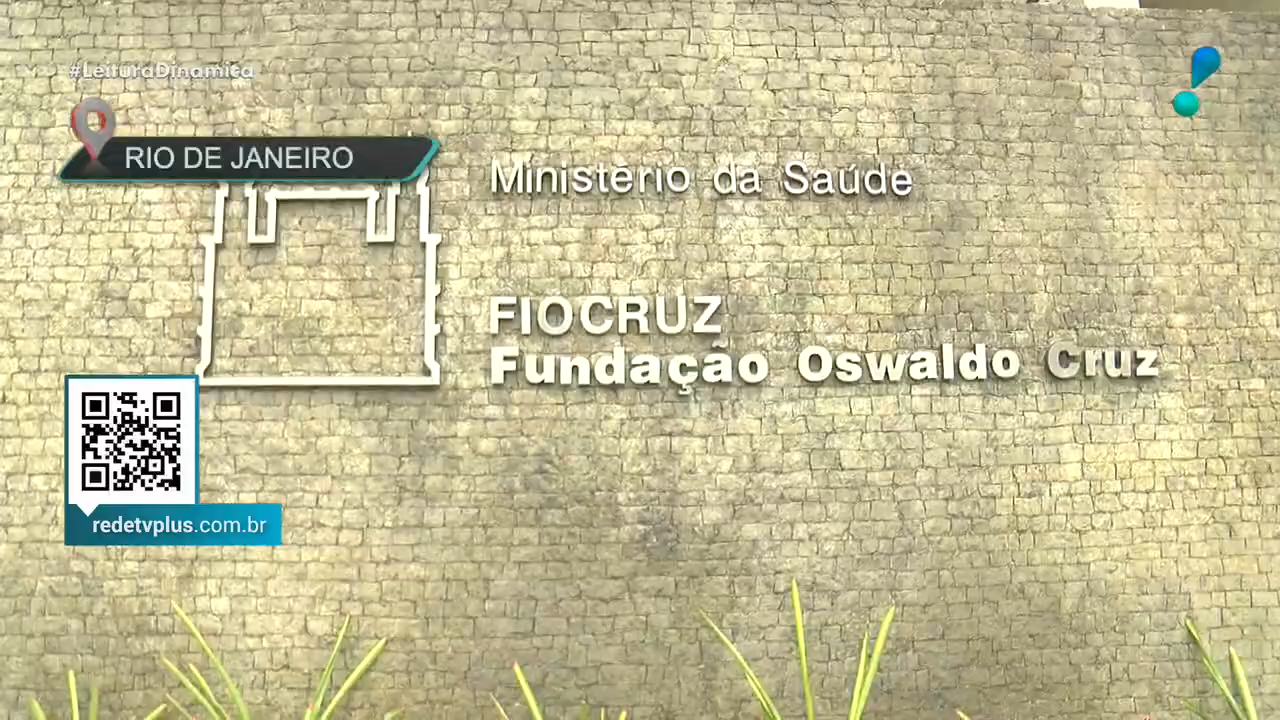 #LeituraDinamica
RIO DE JANEIRO
Ministério da Saúde
FIOCRUZ
Fundação Oswaldo Cruz
redetvplus.com.br